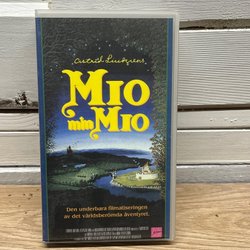 Astrid Lindgrens
MIO
min
MIO
Den underbara filmatiseringen
av det världsberömda äventyret.